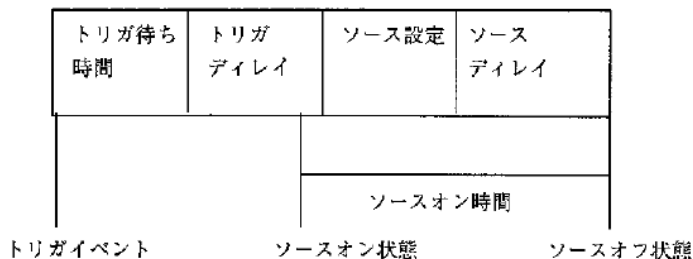 トリガ待ち時間
トリガディレイ
ソース設定
ソースディレイ
ソースオン時間
トリガイベント
ソースオン状態
ソースオフ状態